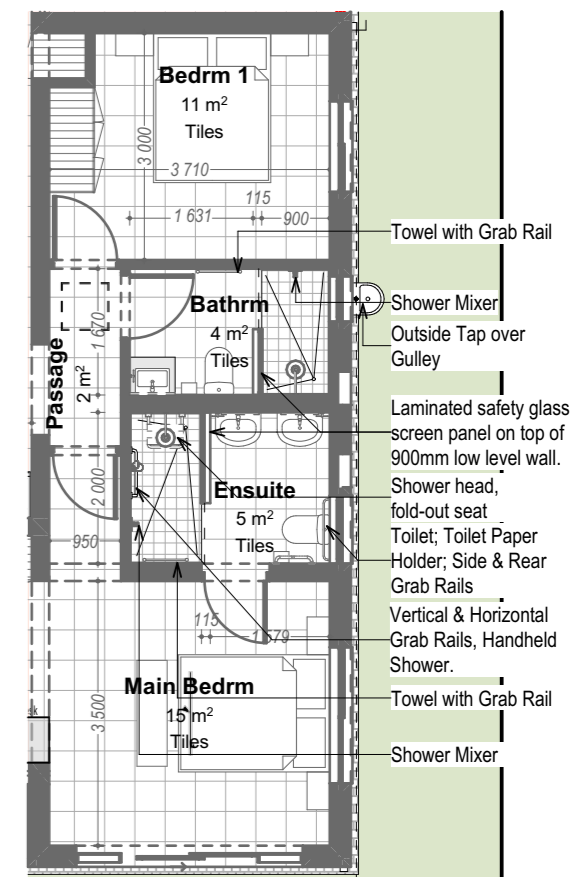 Bedrm 1
11 m²
Tiles
3 000
3 710
115
1 631
900
Towel with Grab Rail
Bathrm
4 m²
Tiles
Shower Mixer
Outside Tap over
Gulley
Passage
2 m²
1 670
Laminated safety glass
screen panel on top of
900mm low level wall.
Shower head,
fold-out seat
Ensuite
5 m²
Tiles
2 000
950
Toilet; Toilet Paper
Holder; Side & Rear
Grab Rails
Vertical & Horizontal
Grab Rails, Handheld
Shower.
115
1 579
Main Bedrm
15 m²
Tiles
3 500
Towel with Grab Rail
Shower Mixer